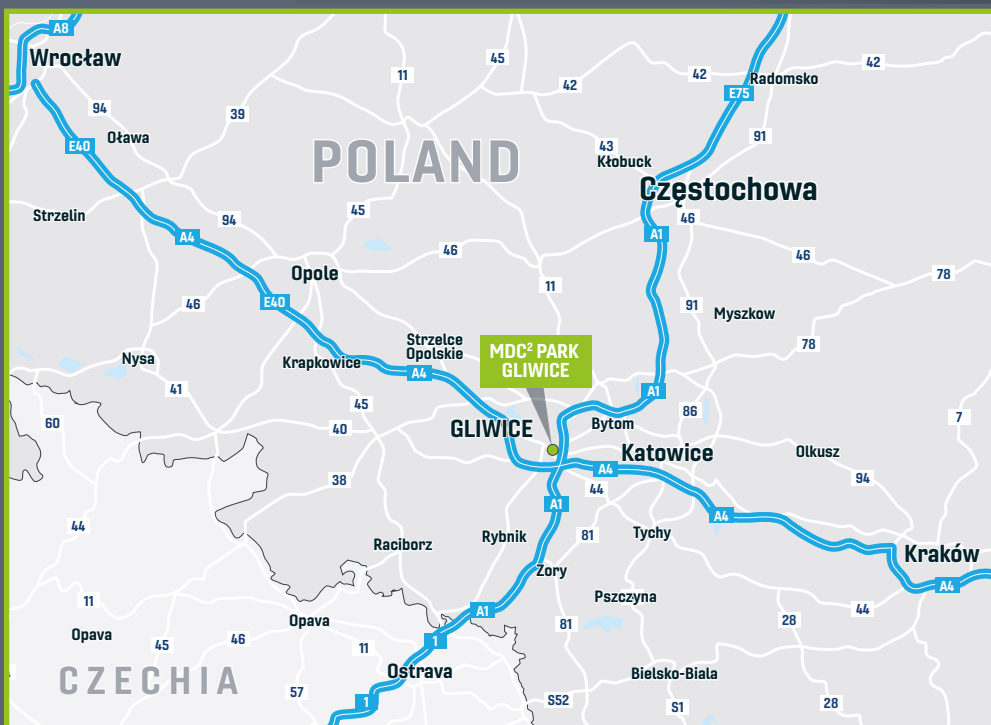 A8
Wrocław
45
11
42
42
42
Radomsko
E75
94
39
Oława
E40
91
43
Kłobuck
POLAND
Częstochowa
Strzelin
94
45
46
A4
A1
46
46
Opole
78
11
E40
46
91
Myszkow
Strzelce
Opolskie
MDC² PARK
GLIWICE
78
Nysa
Krapkowice
A4
41
A1
45
86
60
40
GLIWICE
Bytom
7
Katowice
Olkusz
A4
38
94
44
A1
A4
44
Rybnik
81
Tychy
Raciborz
Kraków
Zory
A4
11
Pszczyna
A1
44
Opava
Opava
81
28
45
46
11
1
CZECHIA
Ostrava
Bielsko-Biala
57
1
S52
S1
28